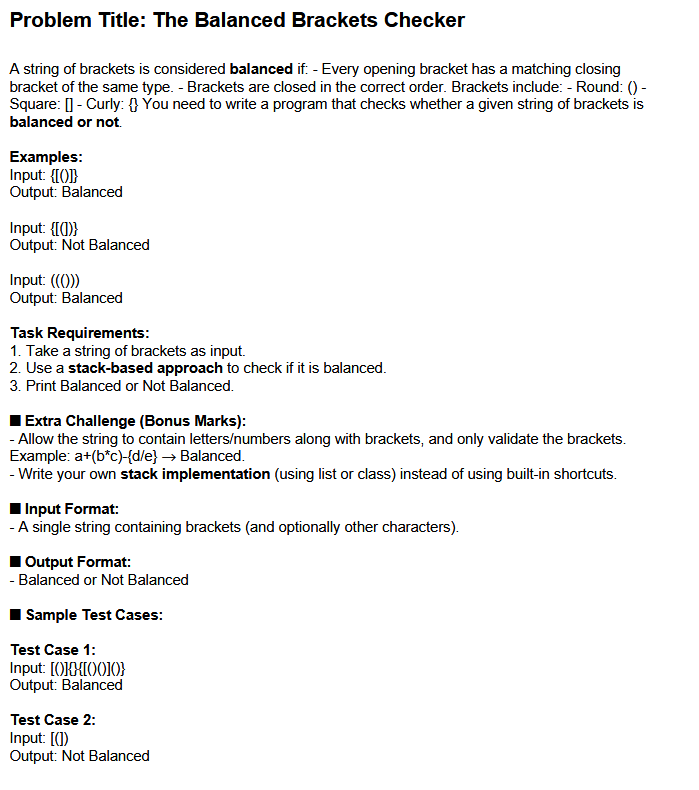 Problem Title: The Balanced Brackets Checker
A string of brackets is considered balanced if: - Every opening bracket has a matching closing
bracket of the same type. - Brackets are closed in the correct order. Brackets include: - Round: () -
Square: [] - Curly: {} You need to write a program that checks whether a given string of brackets is
balanced or not.
Examples:
Input: {[()]}
Output: Balanced
Input: {[(])}
Output: Not Balanced
Input: ((()))
Output: Balanced
Task Requirements:
1. Take a string of brackets as input.
2. Use a stack-based approach to check if it is balanced.
3. Print Balanced or Not Balanced.
■ Extra Challenge (Bonus Marks):
- Allow the string to contain letters/numbers along with brackets, and only validate the brackets.
Example: a+(b*c)-{d/e} → Balanced.
- Write your own stack implementation (using list or class) instead of using built-in shortcuts.
■ Input Format:
- A single string containing brackets (and optionally other characters).
■ Output Format:
- Balanced or Not Balanced
■ Sample Test Cases:
Test Case 1:
Input: [()]{}{[()()]()}
Output: Balanced
Test Case 2:
Input: [(])
Output: Not Balanced